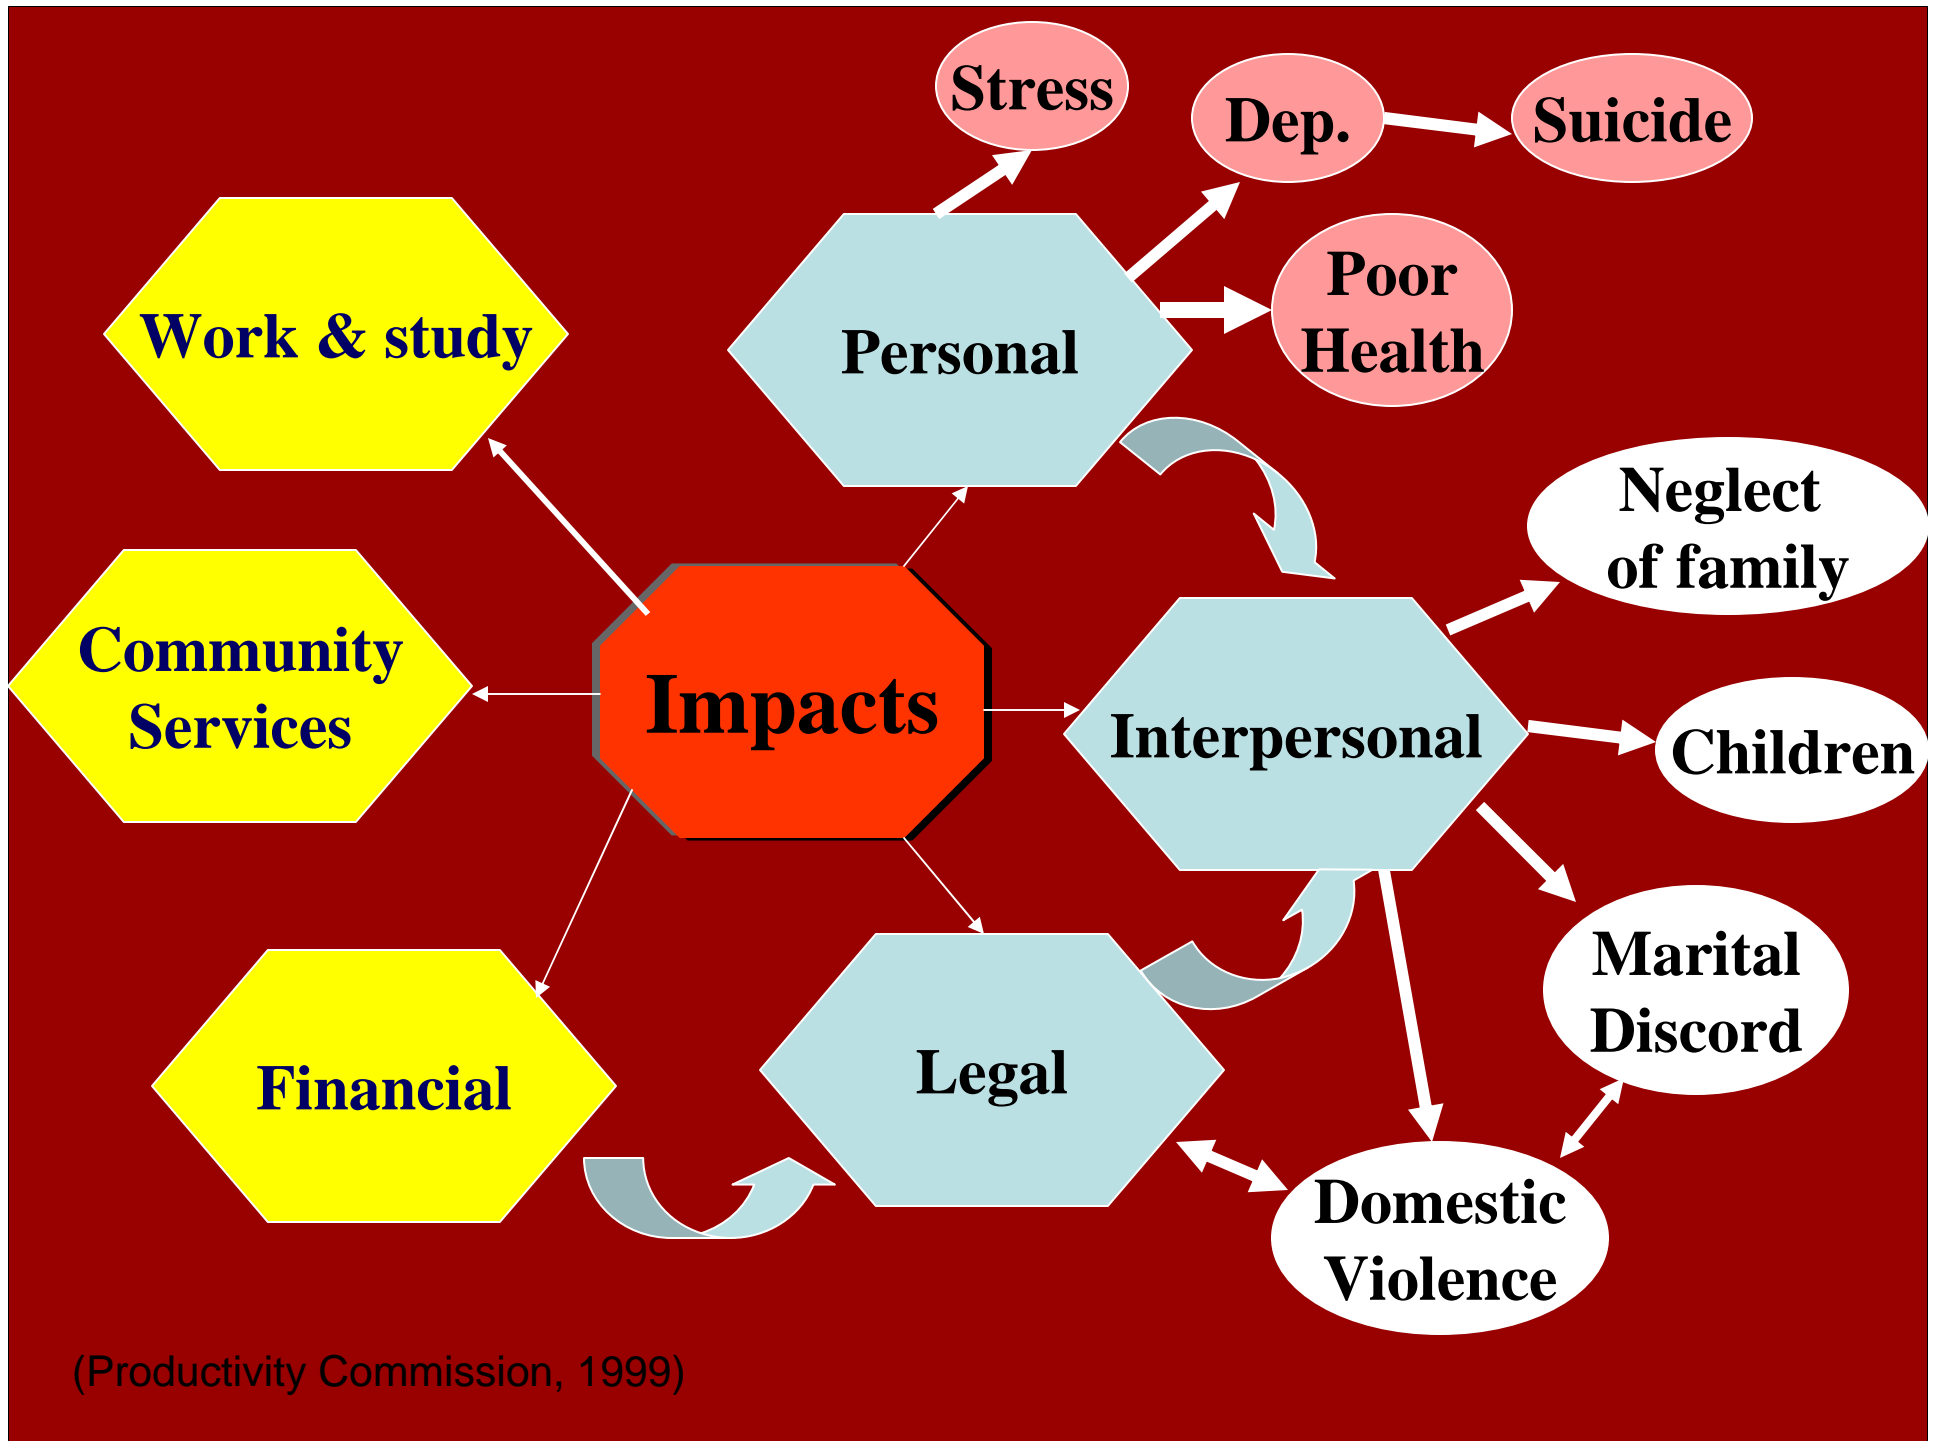 Stress
Dep.
Suicide
Poor
Health
Work & study
Personal
Neglect
of family
Community
Services
Impacts
Interpersonal
Children
Marital
Discord
Financial
Legal
Domestic
Violence
(Productivity Commission, 1999)